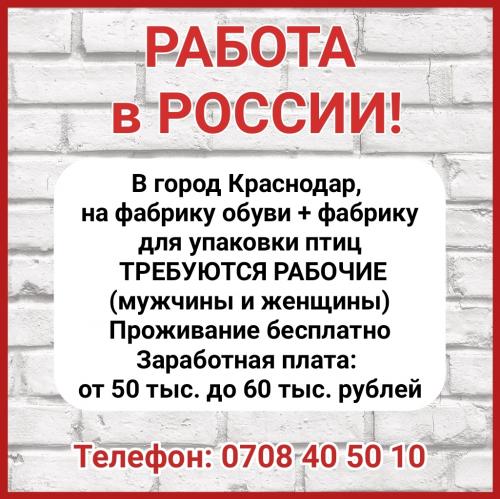 РАБОТА
в РОССИИ!
В город Краснодар,
на фабрику обуви + фабрику
для упаковки птиц
ТРЕБУЮТСЯ РАБОЧИЕ
(мужчины и женщины)
Проживание бесплатно
Заработная плата:
от 50 тыс. до 60 тыс. рублей
Телефон: 0708 40 50 10